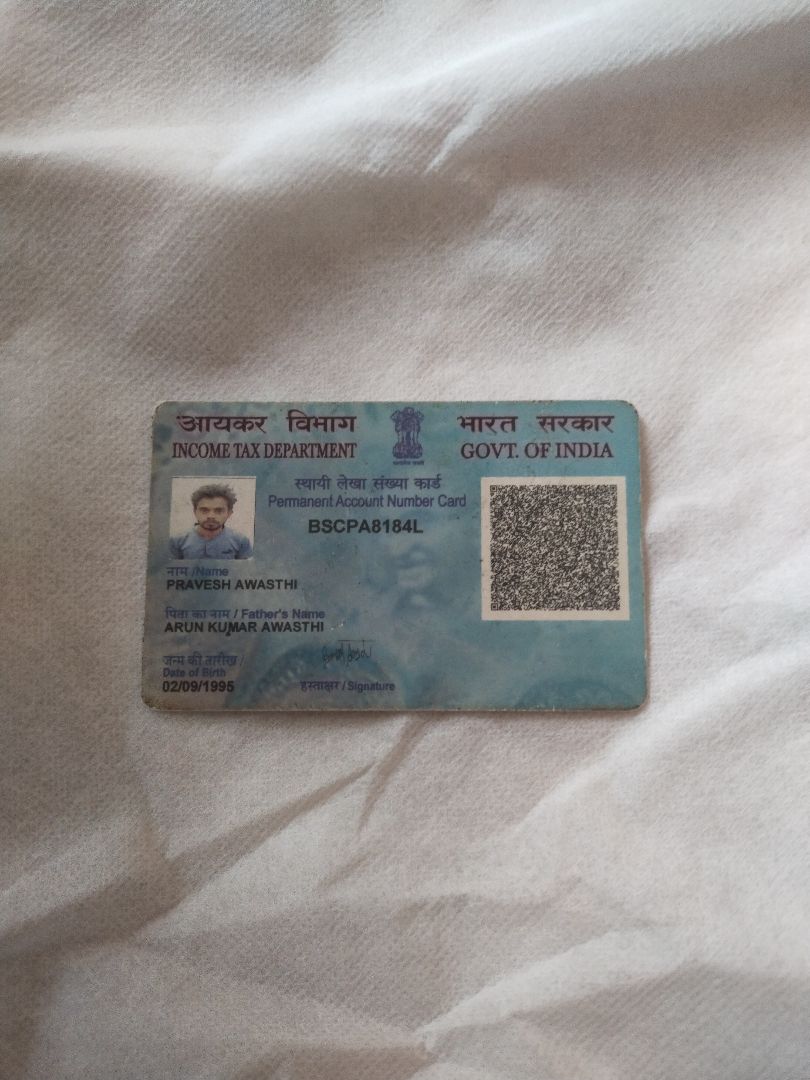 आयकर विभाग
INCOME TAX DEPARTMENT
भारत सरकार
GOVT. OF INDIA
स्थायी लेखा संख्या कार्ड
Permanent Account Number Card
BSCPA8184L
नाम /Name
PRAVESH AWASTHI
पिता का नाम / Father's Name
ARUN KUMAR AWASTHI
जन्म की तारीख /
Date of Birth
02/09/1995
हस्ताक्षर / Signature